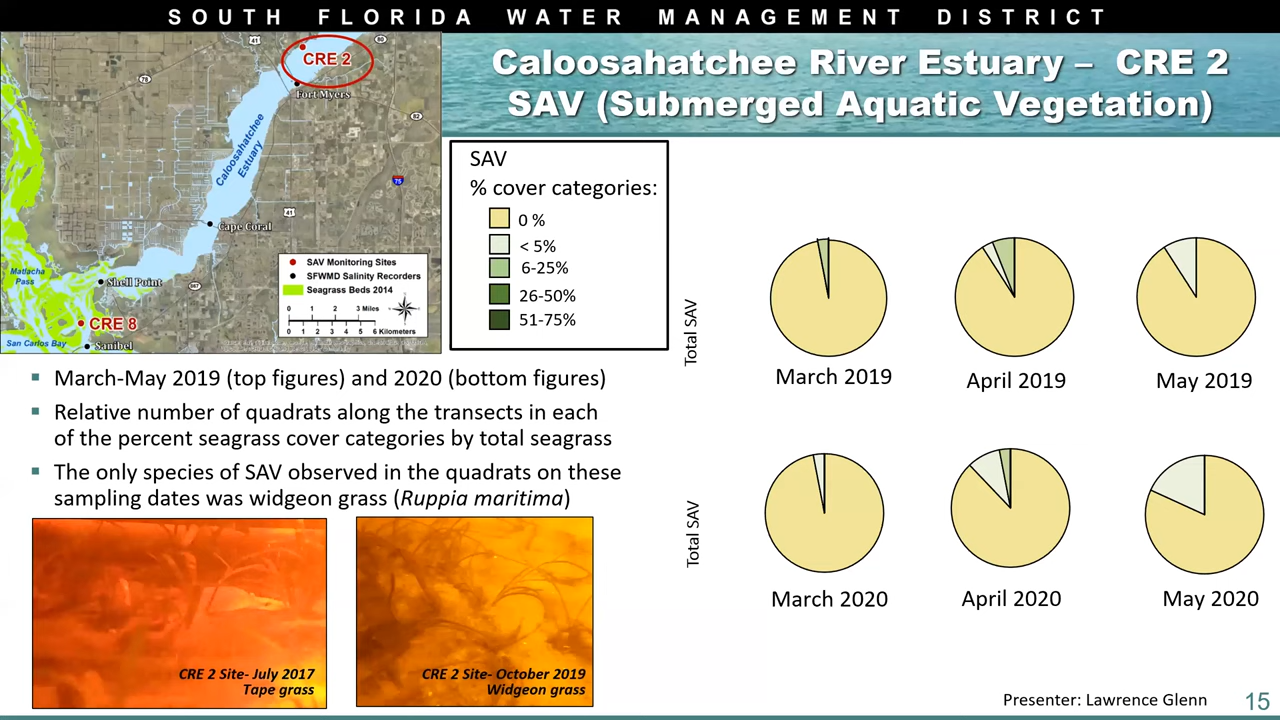 SOUTH FLORIDA WATER MANAGEMENT DISTRICT
Caloosahatchee River Estuary – CRE 2
SAV (Submerged Aquatic Vegetation)
41
80
CRE 2
78
Fort Myers
82
Caloosahatchee
Estuary
75
41
Cape Coral
Matlacha
Pass
Shell Point
CRE 8
San Carlos Bay
Sanibel
SAV Monitoring Sites
SFWMD Salinity Recorders
Seagrass Beds 2014
0 1 2 3 Miles
0 1 2 3 4 5 6 Kilometers
SAV
% cover categories:
0 %
< 5%
6-25%
26-50%
51-75%
Total SAV
March 2019
April 2019
May 2019
Total SAV
March 2020
April 2020
May 2020
March-May 2019 (top figures) and 2020 (bottom figures)
Relative number of quadrats along the transects in each
of the percent seagrass cover categories by total seagrass
The only species of SAV observed in the quadrats on these
sampling dates was widgeon grass (Ruppia maritima)
CRE 2 Site- July 2017
Tape grass
CRE 2 Site- October 2019
Widgeon grass
Presenter: Lawrence Glenn
15